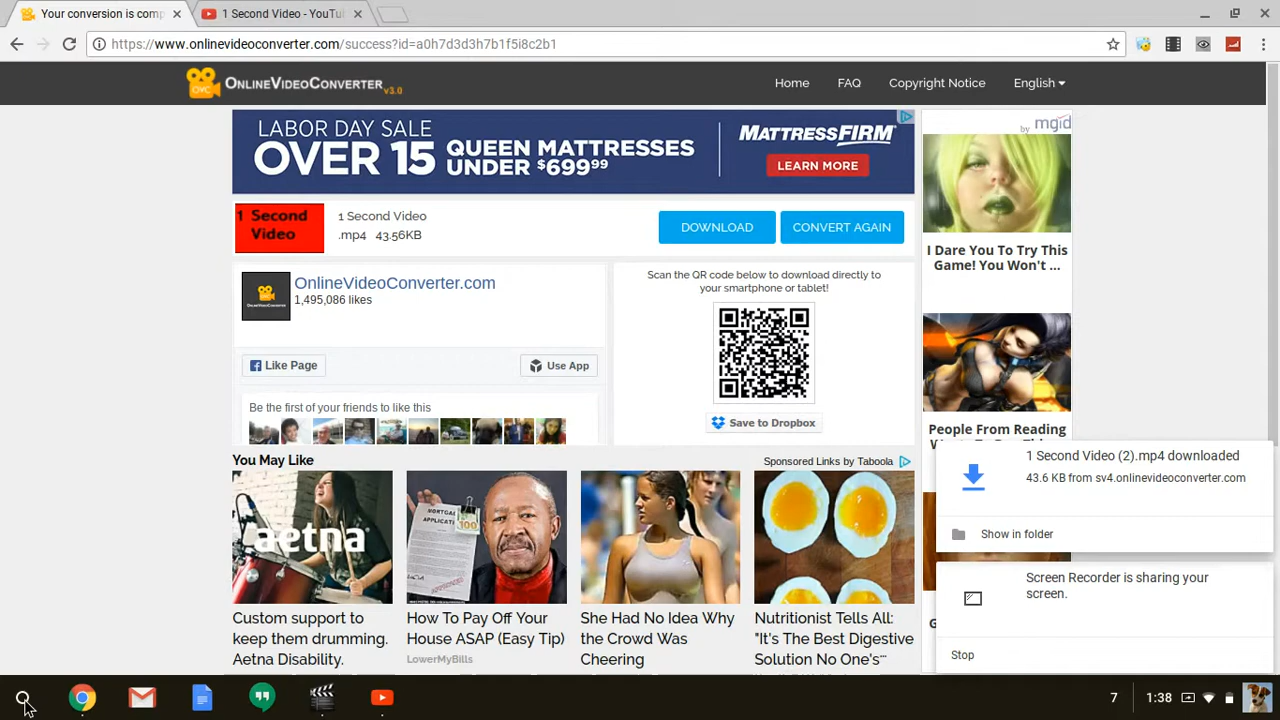 Your conversion is comp
1 Second Video - YouTu
https://www.onlinevideoconverter.com/success?id=a0h7d3d3h7b1f5i8c2b1
OVC
ONLINEVIDEOCONVERTER v3.0
Home
FAQ
Copyright Notice
English
LABOR DAY SALE
OVER 15 QUEEN MATTRESSES UNDER $699⁹⁹
MATTRESSFIRM
LEARN MORE
by mgid
1 Second
Video
1 Second Video
.mp4 43.56KB
DOWNLOAD
CONVERT AGAIN
I Dare You To Try This
Game! You Won't ...
OnlineVideoConverter.com
1,495,086 likes
Like Page
Use App
Be the first of your friends to like this
Scan the QR code below to download directly to
your smartphone or tablet!
Save to Dropbox
People From Reading
You May Like
Sponsored Links by Taboola
aetna
MORTGAGE
APPLICATI
100
Custom support to
keep them drumming.
Aetna Disability.
How To Pay Off Your
House ASAP (Easy Tip)
LowerMyBills
She Had No Idea Why
the Crowd Was
Cheering
Nutritionist Tells All:
"It's The Best Digestive
Solution No One's…
1 Second Video (2).mp4 downloaded
43.6 KB from sv4.onlinevideoconverter.com
Show in folder
Screen Recorder is sharing your
screen.
Stop
7
1:38